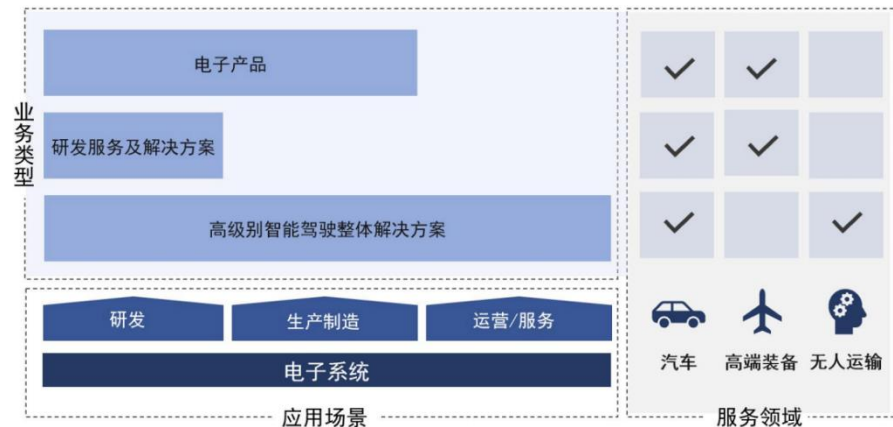 业务类型
电子产品
研发服务及解决方案
高级别智能驾驶整体解决方案
研发
生产制造
运营/服务
电子系统
应用场景
汽车
高端装备
无人运输
服务领域